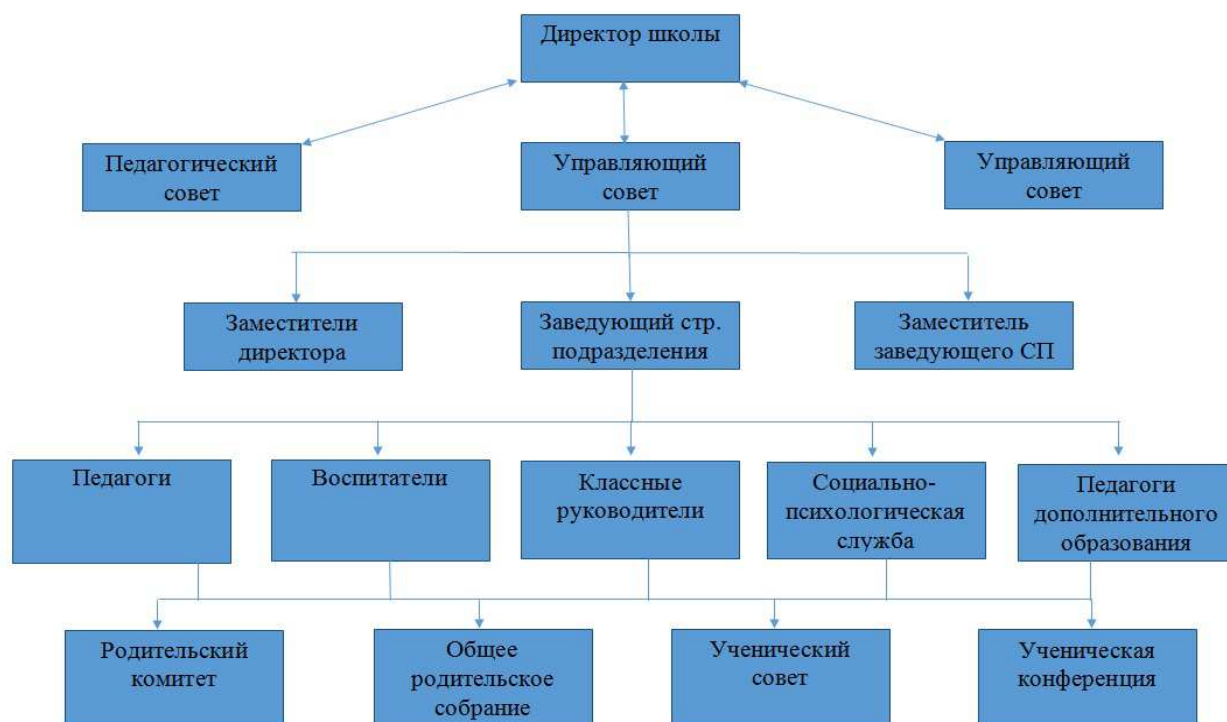 Директор школы
Педагогический
совет
Управляющий
совет
Управляющий
совет
Заместители
директора
Заведующий стр.
подразделения
Заместитель
заведующего СП
Педагоги
Воспитатели
Классные
руководители
Социально-
психологическая
служба
Педагоги
дополнительного
образования
Родительский
комитет
Общее
родительское
собрание
Ученический
совет
Ученическая
конференция